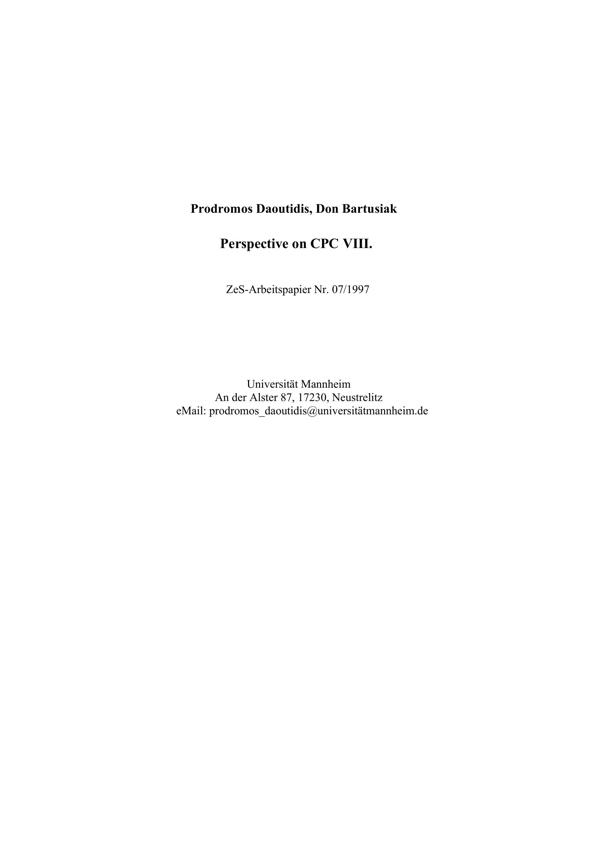 Prodromos Daoutidis, Don Bartusiak
Perspective on CPC VIII.
ZeS-Arbeitspapier Nr. 07/1997
Universität Mannheim
An der Alster 87, 17230, Neustrelitz
eMail: prodromos_daoutidis@universitätmannheim.de